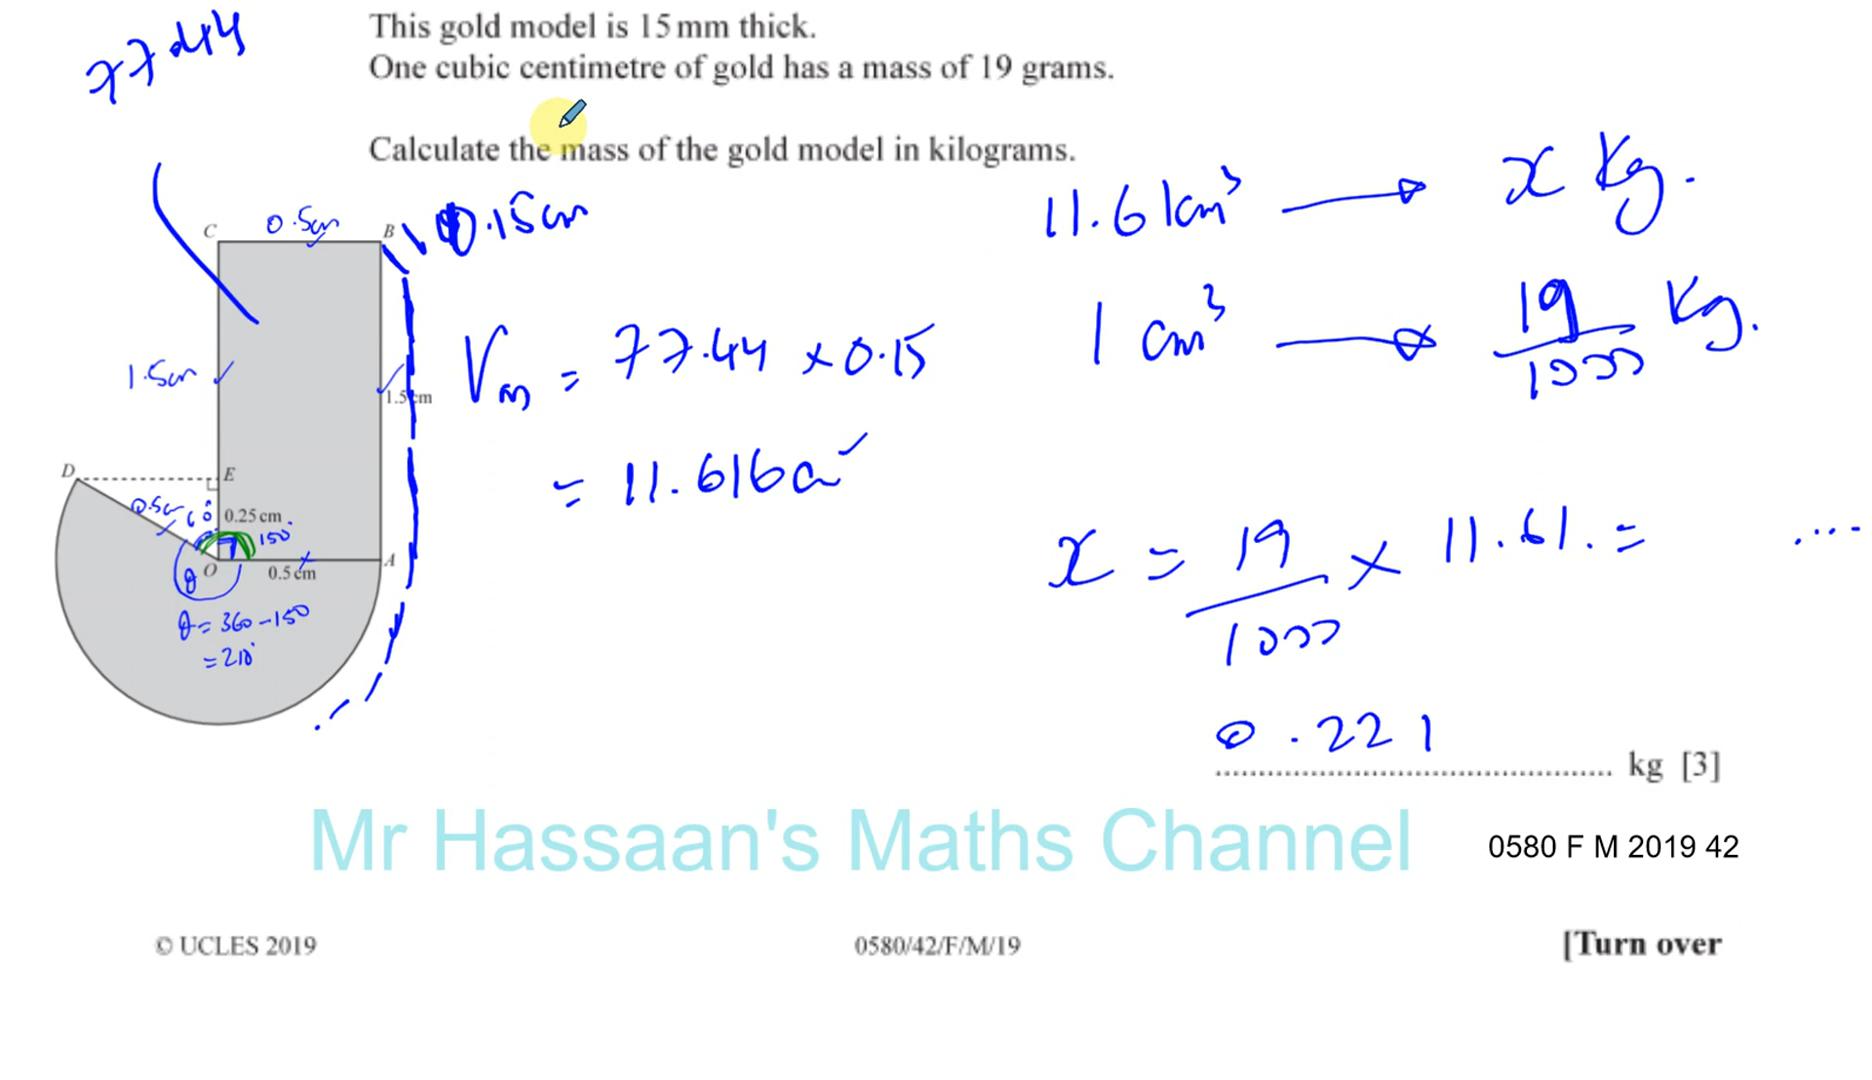 This gold model is 15 mm thick.
One cubic centimetre of gold has a mass of 19 grams.
77.44
Calculate the mass of the gold model in kilograms.
11.61cm³ → x Kg.
C 0.5cm B 0.15cm
1 cm³ → 19/1000 Kg.
Vm = 77.44 x 0.15
1.5cm
1.5 cm
= 11.616
D E
0.5cm 60° 0.25 cm
150°
O 0.5 cm A
θ
x = 19/1000 × 11.61. = ...
θ = 360 - 150
= 210°
0.221
kg [3]
Mr Hassaan's Maths Channel
0580 F M 2019 42
© UCLES 2019
0580/42/F/M/19
[Turn over